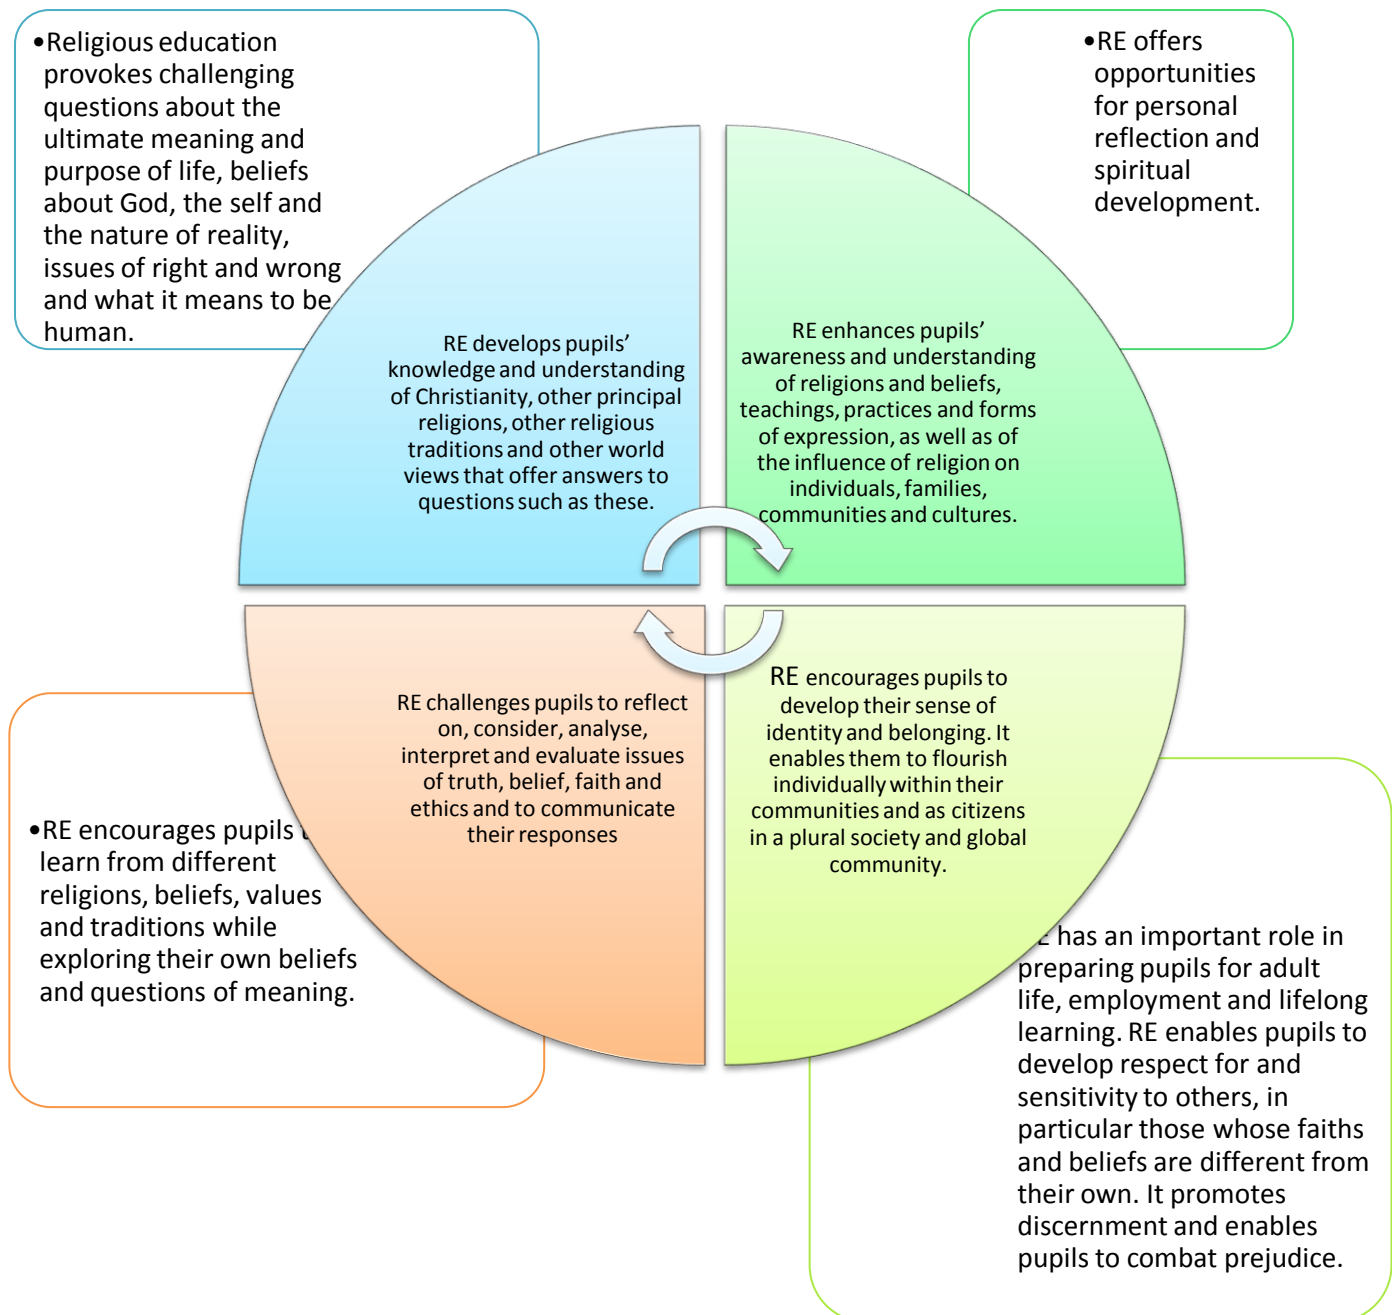 •Religious education
provokes challenging
questions about the
ultimate meaning and
purpose of life, beliefs
about God, the self and
the nature of reality,
issues of right and wrong
and what it means to be
human.
•RE offers
opportunities
for personal
reflection and
spiritual
development.
RE develops pupils’
knowledge and understanding
of Christianity, other principal
religions, other religious
traditions and other world
views that offer answers to
questions such as these.
RE enhances pupils’
awareness and understanding
of religions and beliefs,
teachings, practices and forms
of expression, as well as of
the influence of religion on
individuals, families,
communities and cultures.
RE challenges pupils to reflect
on, consider, analyse,
interpret and evaluate issues
of truth, belief, faith and
ethics and to communicate
their responses
RE encourages pupils to
develop their sense of
identity and belonging. It
enables them to flourish
individually within their
communities and as citizens
in a plural society and global
community.
•RE encourages pupils
learn from different
religions, beliefs, values
and traditions while
exploring their own beliefs
and questions of meaning.
has an important role in
preparing pupils for adult
life, employment and lifelong
learning. RE enables pupils to
develop respect for and
sensitivity to others, in
particular those whose faiths
and beliefs are different from
their own. It promotes
discernment and enables
pupils to combat prejudice.